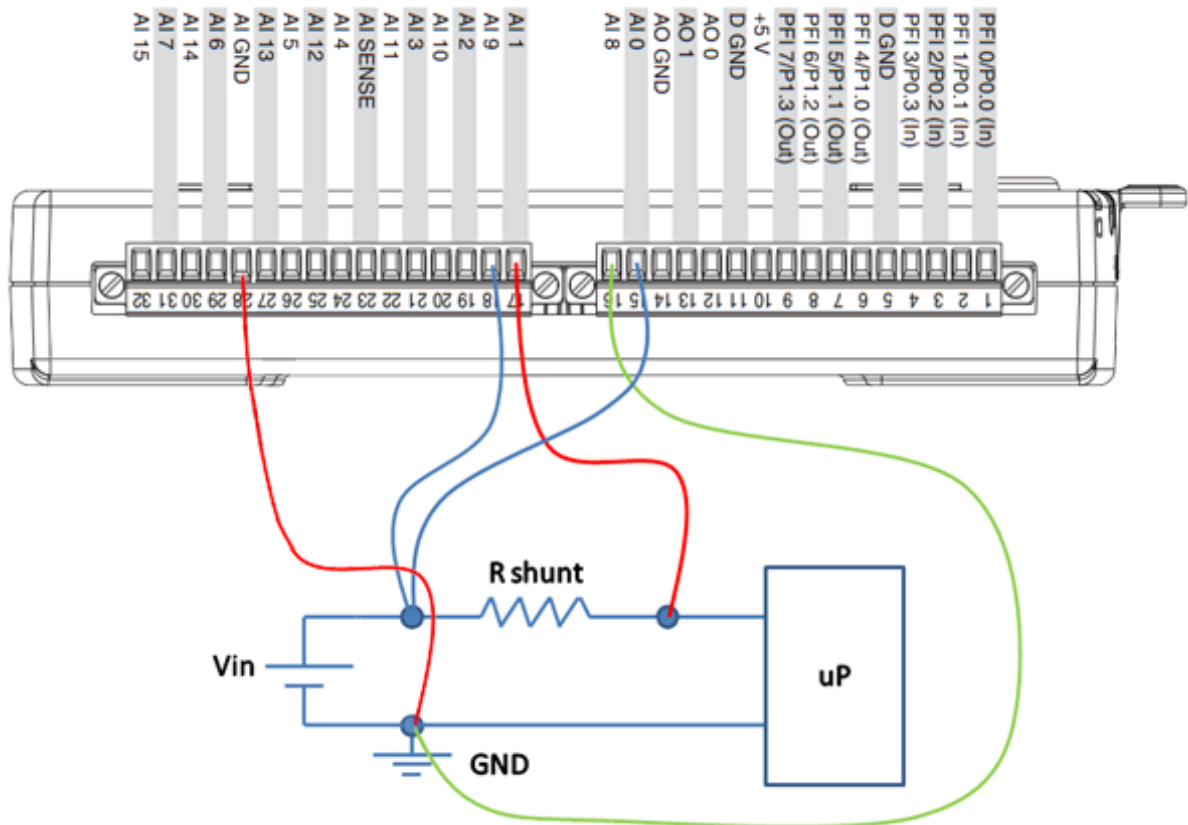 AI 15
AI 7
AI 14
AI 6
AI GND
AI 13
AI 5
AI 12
AI 4
AI SENSE
AI 11
AI 3
AI 10
AI 2
AI 9
AI 1
AI 8
AI 0
AO GND
AO 1
AO 0
D GND
+5 V
PFI 7/P1.3 (Out)
PFI 6/P1.2 (Out)
PFI 5/P1.1 (Out)
PFI 4/P1.0 (Out)
D GND
PFI 3/P0.3 (In)
PFI 2/P0.2 (In)
PFI 1/P0.1 (In)
PFI 0/P0.0 (In)
32 31 30 29 28 27 26 25 24 23 22 21 20 19 18 17
16 15 14 13 12 11 10 9 8 7 6 5 4 3 2 1
R shunt
Vin
uP
GND